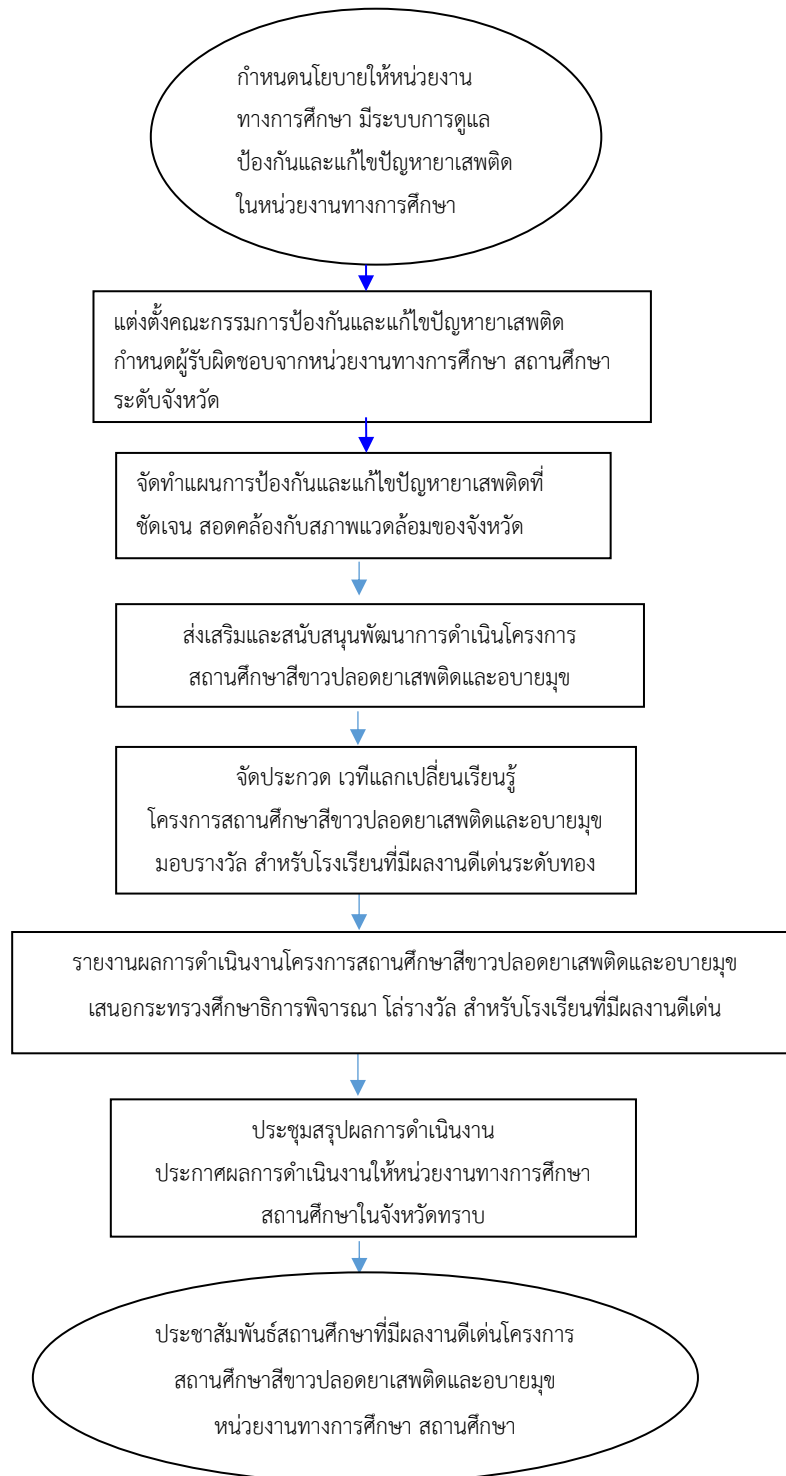 กำหนดนโยบายให้หน่วยงาน
ทางการศึกษา มีระบบการดูแล
ป้องกันและแก้ไขปัญหายาเสพติด
ในหน่วยงานทางการศึกษา
แต่งตั้งคณะกรรมการป้องกันและแก้ไขปัญหายาเสพติด
กำหนดผู้รับผิดชอบจากหน่วยงานทางการศึกษา สถานศึกษา
ระดับจังหวัด
จัดทำแผนการป้องกันและแก้ไขปัญหายาเสพติดที่
ชัดเจน สอดคล้องกับสภาพแวดล้อมของจังหวัด
ส่งเสริมและสนับสนุนพัฒนาการดำเนินโครงการ
สถานศึกษาสีขาวปลอดยาเสพติดและอบายมุข
จัดประกวด เวทีแลกเปลี่ยนเรียนรู้
โครงการสถานศึกษาสีขาวปลอดยาเสพติดและอบายมุข
มอบรางวัล สำหรับโรงเรียนที่มีผลงานดีเด่นระดับทอง
รายงานผลการดำเนินงานโครงการสถานศึกษาสีขาวปลอดยาเสพติดและอบายมุข
เสนอกระทรวงศึกษาธิการพิจารณา โล่รางวัล สำหรับโรงเรียนที่มีผลงานดีเด่น
ประชุมสรุปผลการดำเนินงาน
ประกาศผลการดำเนินงานให้หน่วยงานทางการศึกษา
สถานศึกษาในจังหวัดทราบ
ประชาสัมพันธ์สถานศึกษาที่มีผลงานดีเด่นโครงการ
สถานศึกษาสีขาวปลอดยาเสพติดและอบายมุข
หน่วยงานทางการศึกษา สถานศึกษา